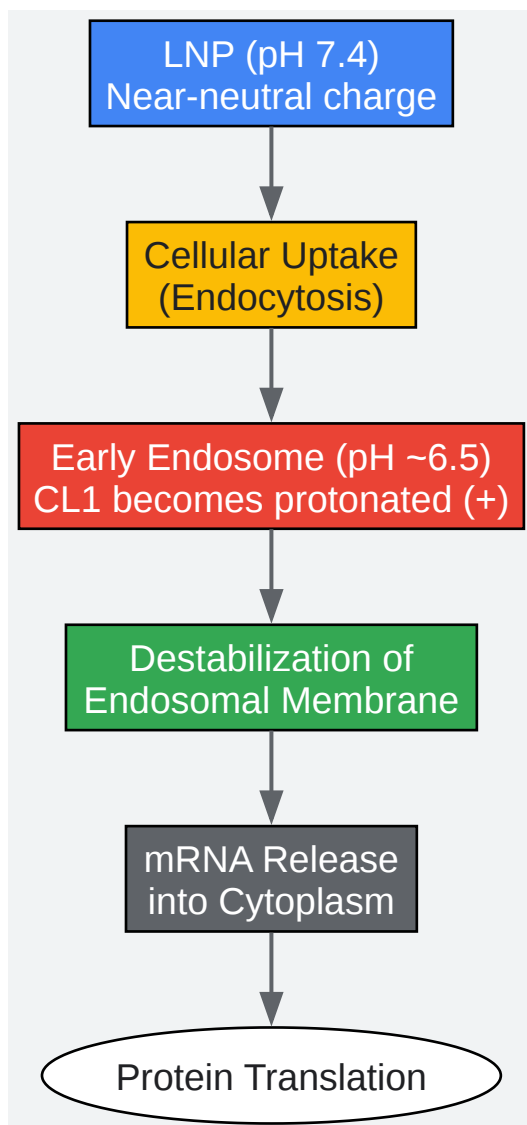 LNP (pH 7.4)
Near-neutral charge
Cellular Uptake
(Endocytosis)
Early Endosome (pH ~6.5)
CL1 becomes protonated (+)
Destabilization of
Endosomal Membrane
mRNA Release
into Cytoplasm
Protein Translation